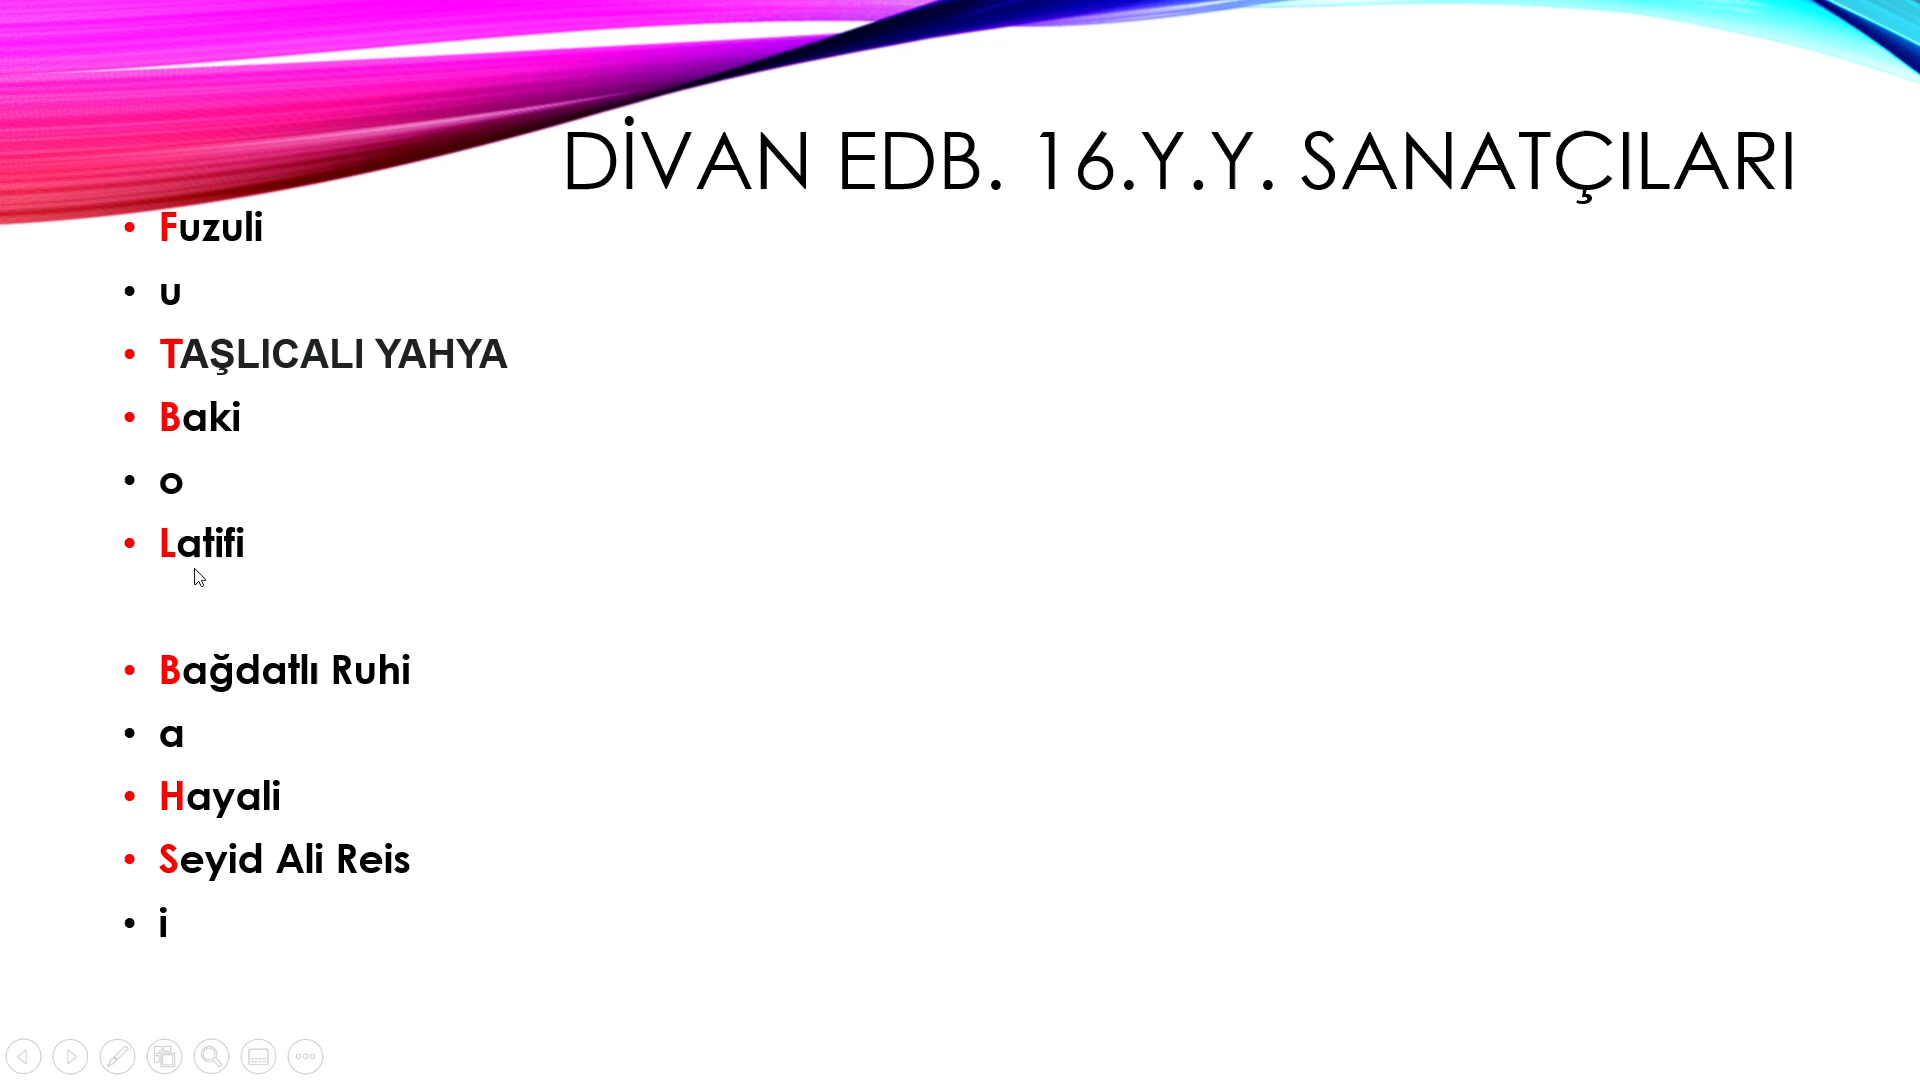 DİVAN EDB. 16.Y.Y. SANATÇILARI
• Fuzuli
• u
• TAŞLICALI YAHYA
• Baki
• o
• Latifi
• Bağdatlı Ruhi
• a
• Hayali
• Seyid Ali Reis
• i